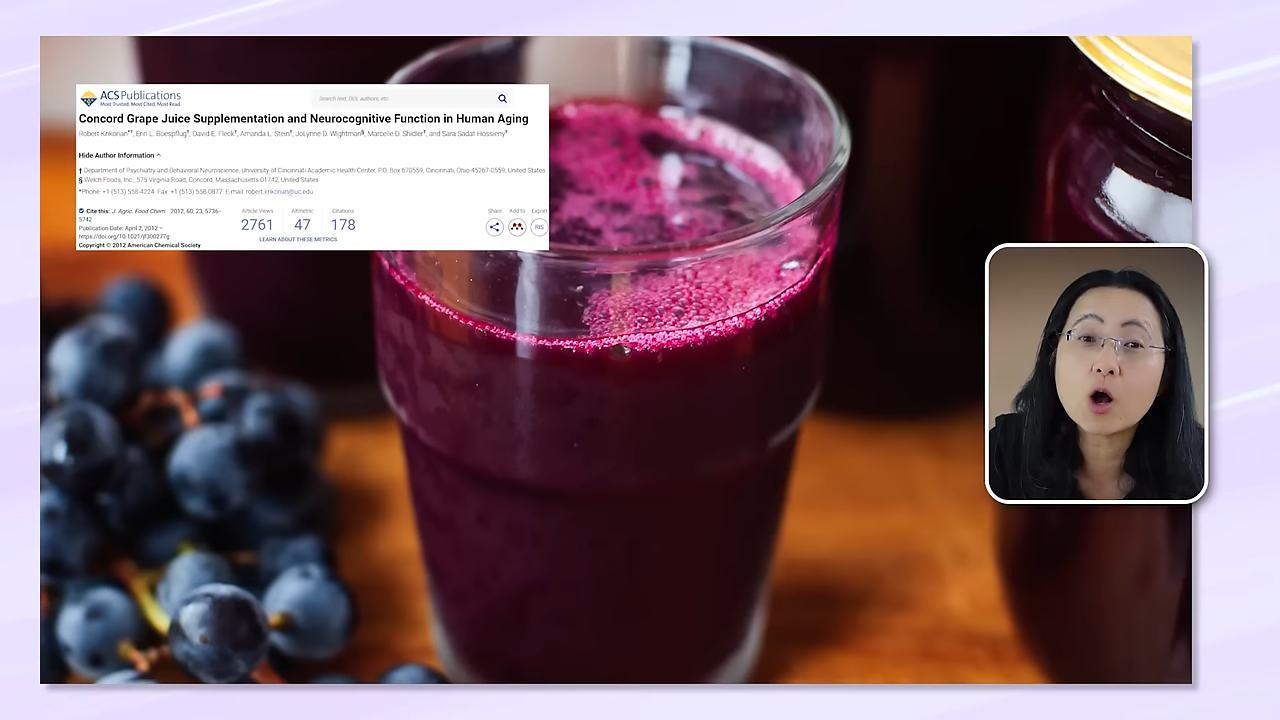 ACS Publications
Most Trusted. Most Cited. Most Read.
Search text, DOI, authors, etc.
Concord Grape Juice Supplementation and Neurocognitive Function in Human Aging
Robert Krikorian*†, Erin L. Boespflug†, David E. Fleck†, Amanda L. Stein†, JoLynne D. Wightman§, Marcelle D. Shidler†, and Sara Sadat-Hossieny†
Hide Author Information
† Department of Psychiatry and Behavioral Neuroscience, University of Cincinnati Academic Health Center, P.O. Box 670559, Cincinnati, Ohio 45267-0559, United States
§ Welch Foods, Inc., 575 Virginia Road, Concord, Massachusetts 01742, United States
*Phone: +1 (513) 558-4224 Fax: +1 (513) 558-0877 E-mail: robert.krikorian@uc.edu
Cite this: J. Agric. Food Chem. 2012, 60, 23, 5736–
5742
Publication Date: April 2, 2012
https://doi.org/10.1021/jf300277g
Copyright © 2012 American Chemical Society
Article Views
2761
Altmetric
47
Citations
178
LEARN ABOUT THESE METRICS
Share
Add to
Export
RIS